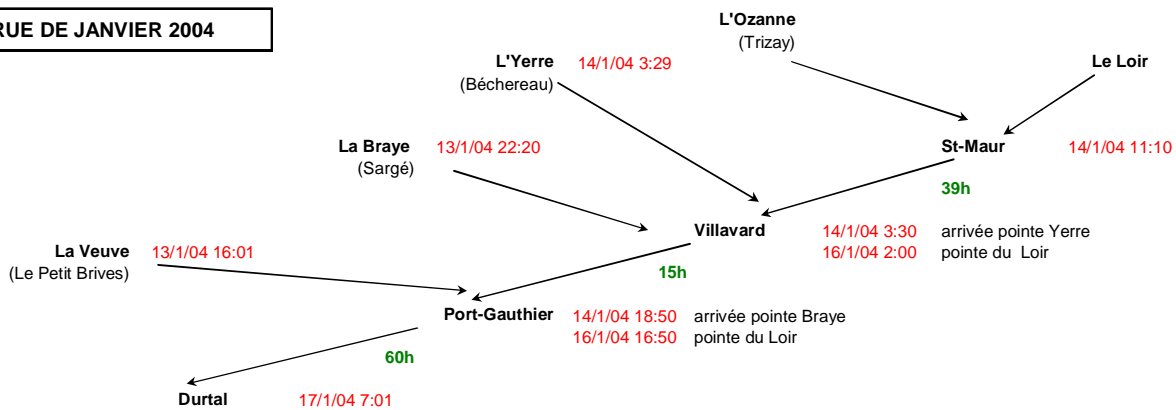 RUE DE JANVIER 2004
L'Ozanne
(Trizay)
L'Yerre 14/1/04 3:29
(Béchereau)
Le Loir
La Braye 13/1/04 22:20
(Sargé)
St-Maur 14/1/04 11:10
39h
Villavard 14/1/04 3:30 arrivée pointe Yerre
16/1/04 2:00 pointe du Loir
La Veuve 13/1/04 16:01
(Le Petit Brives)
15h
Port-Gauthier 14/1/04 18:50 arrivée pointe Braye
16/1/04 16:50 pointe du Loir
60h
Durtal 17/1/04 7:01